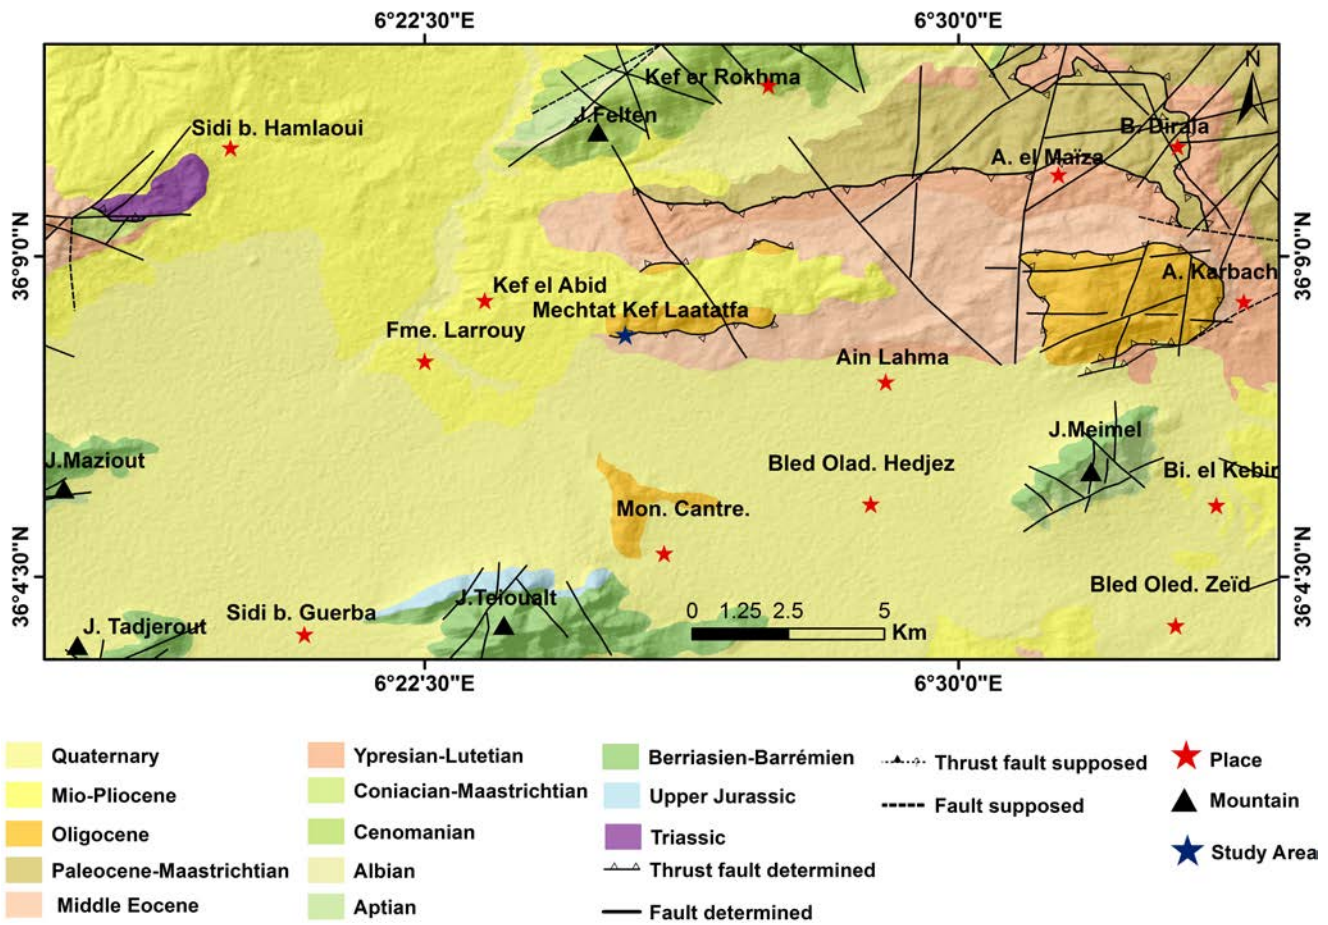 6°22'30"E
6°30'0"E
N
Kef er Rokhma
J.Felten
Sidi b. Hamlaoui
B. Dirala
A. el Maïza
36°9'0"N
36°9'0"N
A. Karbach
Kef el Abid
Mechtat Kef Laatatfa
Fme. Larrouy
Ain Lahma
J.Meimel
J.Maziout
Bled Olad. Hedjez
Bi. el Kebir
Mon. Cantre.
36°4'30"N
36°4'30"N
Bled Oled. Zeïd
J.Teioualt
Sidi b. Guerba
J. Tadjerout
0 1.25 2.5 5
Km
6°22'30"E
6°30'0"E
Quaternary
Mio-Pliocene
Oligocene
Paleocene-Maastrichtian
Middle Eocene
Ypresian-Lutetian
Coniacian-Maastrichtian
Cenomanian
Albian
Aptian
Berriasien-Barrémien
Upper Jurassic
Triassic
Thrust fault determined
Fault determined
Thrust fault supposed
Fault supposed
Place
Mountain
Study Area